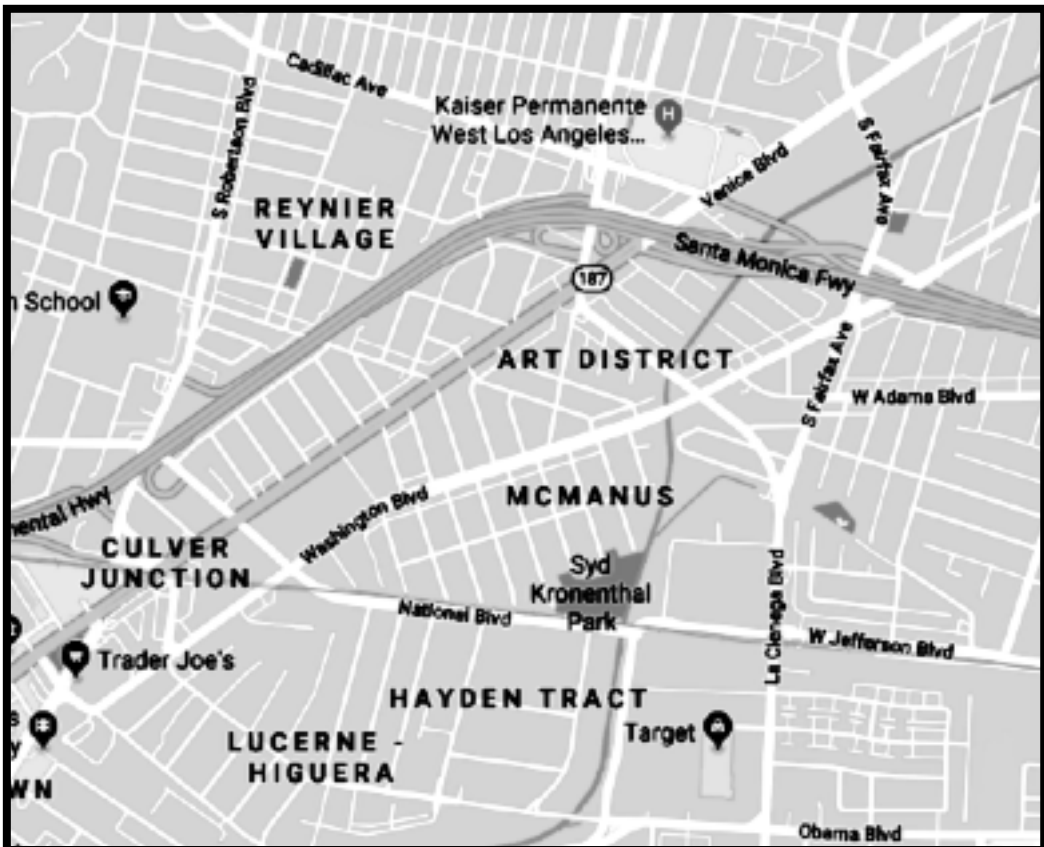 Cadillac Ave
Kaiser Permanente
West Los Angeles...
H
S Robertson Blvd
S Fairfax Ave
Venice Blvd
REYNIER
VILLAGE
Santa Monica Fwy
187
n School
ART DISTRICT
S Fairfax Ave
W Adams Blvd
MCMANUS
Washington Blvd
mental Hwy
CULVER
JUNCTION
Syd
Kronenthal
Park
National Blvd
La Cienega Blvd
W Jefferson Blvd
Trader Joe's
HAYDEN TRACT
Target
s
y
LUCERNE -
HIGUERA
WN
Obama Blvd